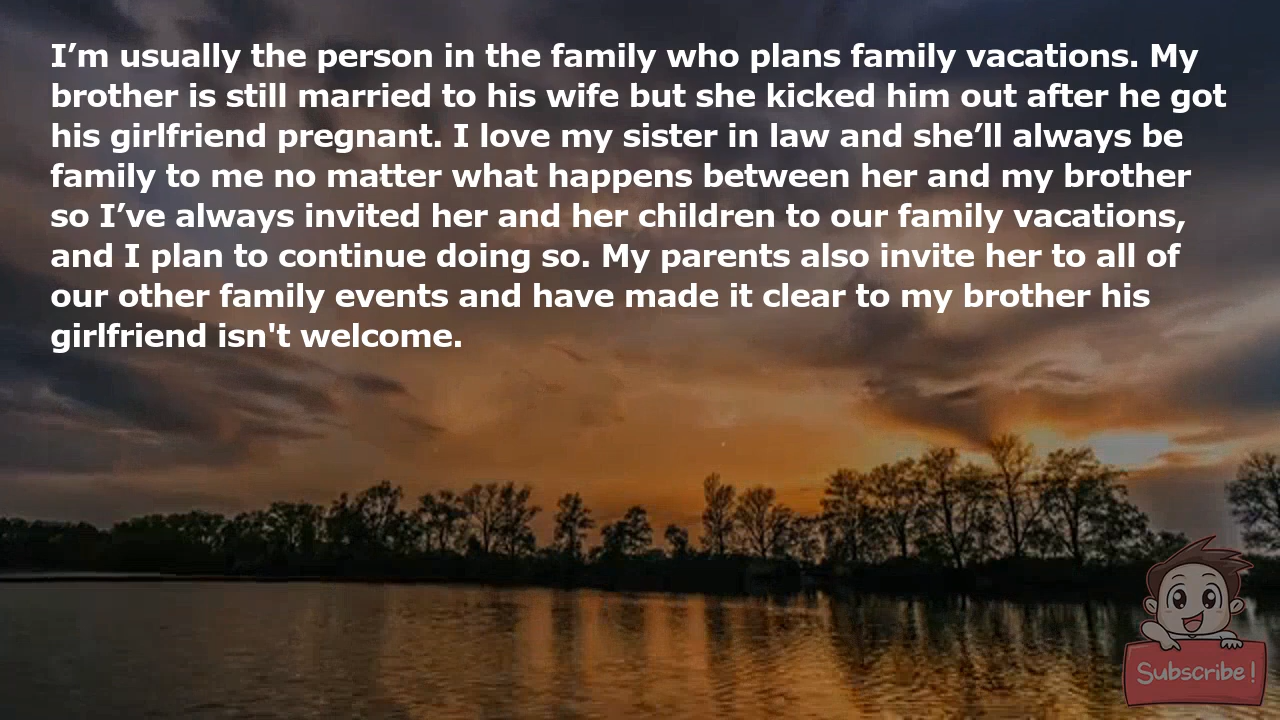 I’m usually the person in the family who plans family vacations. My
brother is still married to his wife but she kicked him out after he got
his girlfriend pregnant. I love my sister in law and she’ll always be
family to me no matter what happens between her and my brother
so I’ve always invited her and her children to our family vacations,
and I plan to continue doing so. My parents also invite her to all of
our other family events and have made it clear to my brother his
girlfriend isn't welcome.
Subscribe!